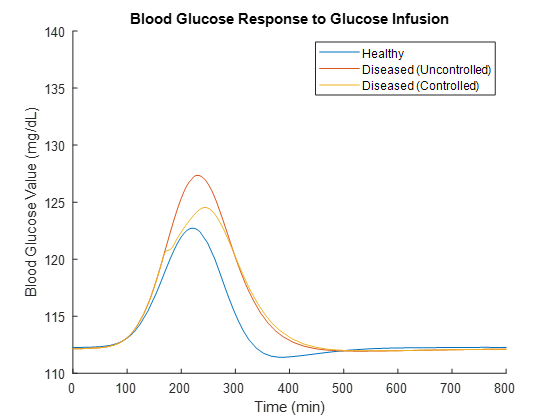 Blood Glucose Response to Glucose Infusion
140
135
130
125
120
115
110
Blood Glucose Value (mg/dL)
Healthy
Diseased (Uncontrolled)
Diseased (Controlled)
0 100 200 300 400 500 600 700 800
Time (min)